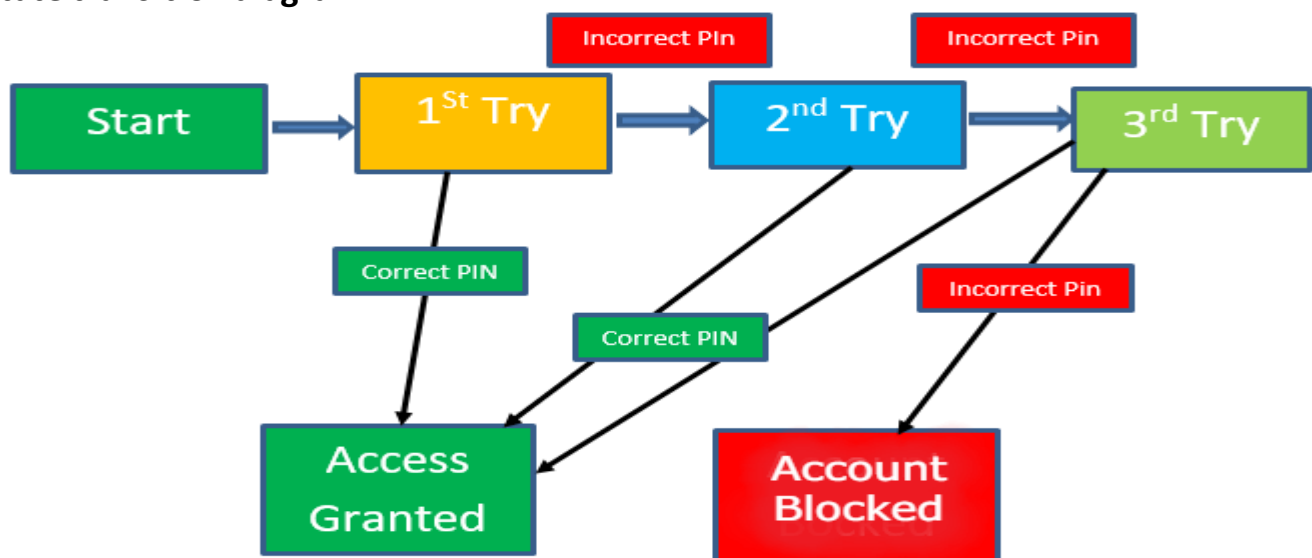 Incorrect PIn
Incorrect Pin
Start
1St Try
2nd Try
3rd Try
Correct PIN
Incorrect Pin
Correct PIN
Access
Granted
Account
Blocked